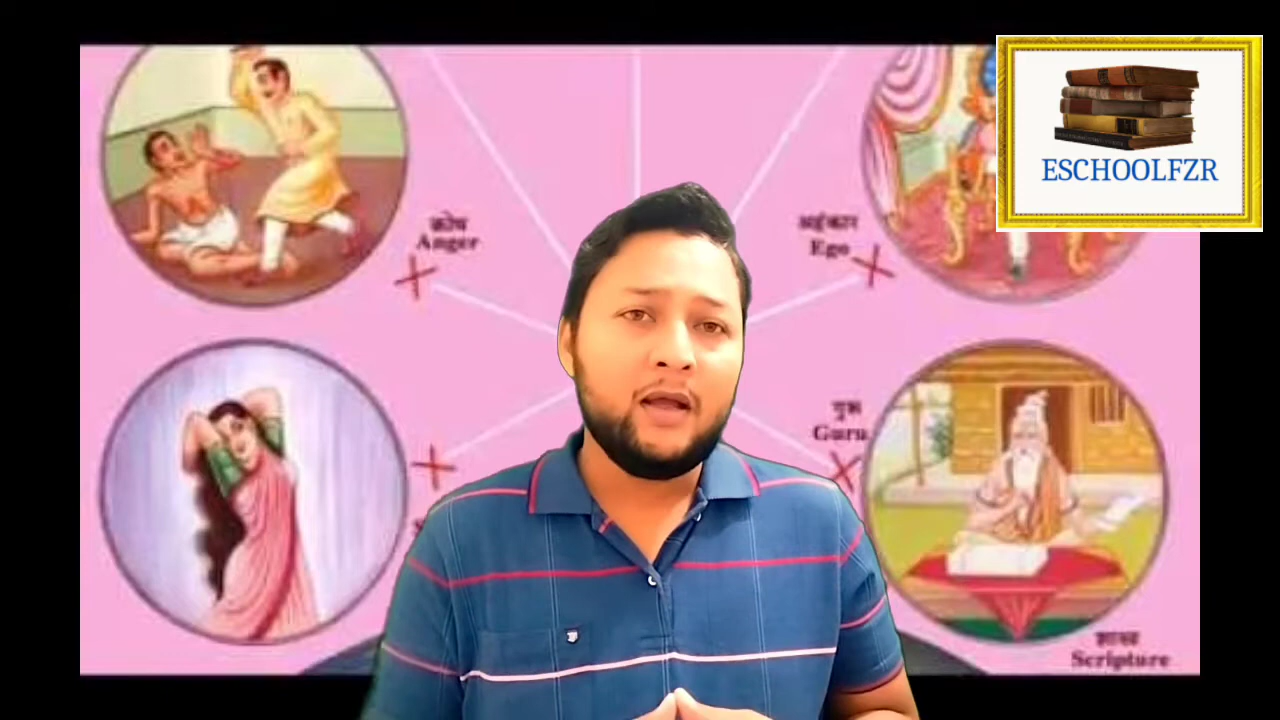 ESCHOOLFZR
क्रोध
Anger
अहंकार
Ego
गुरू
Guru
शास्त्र
Scripture